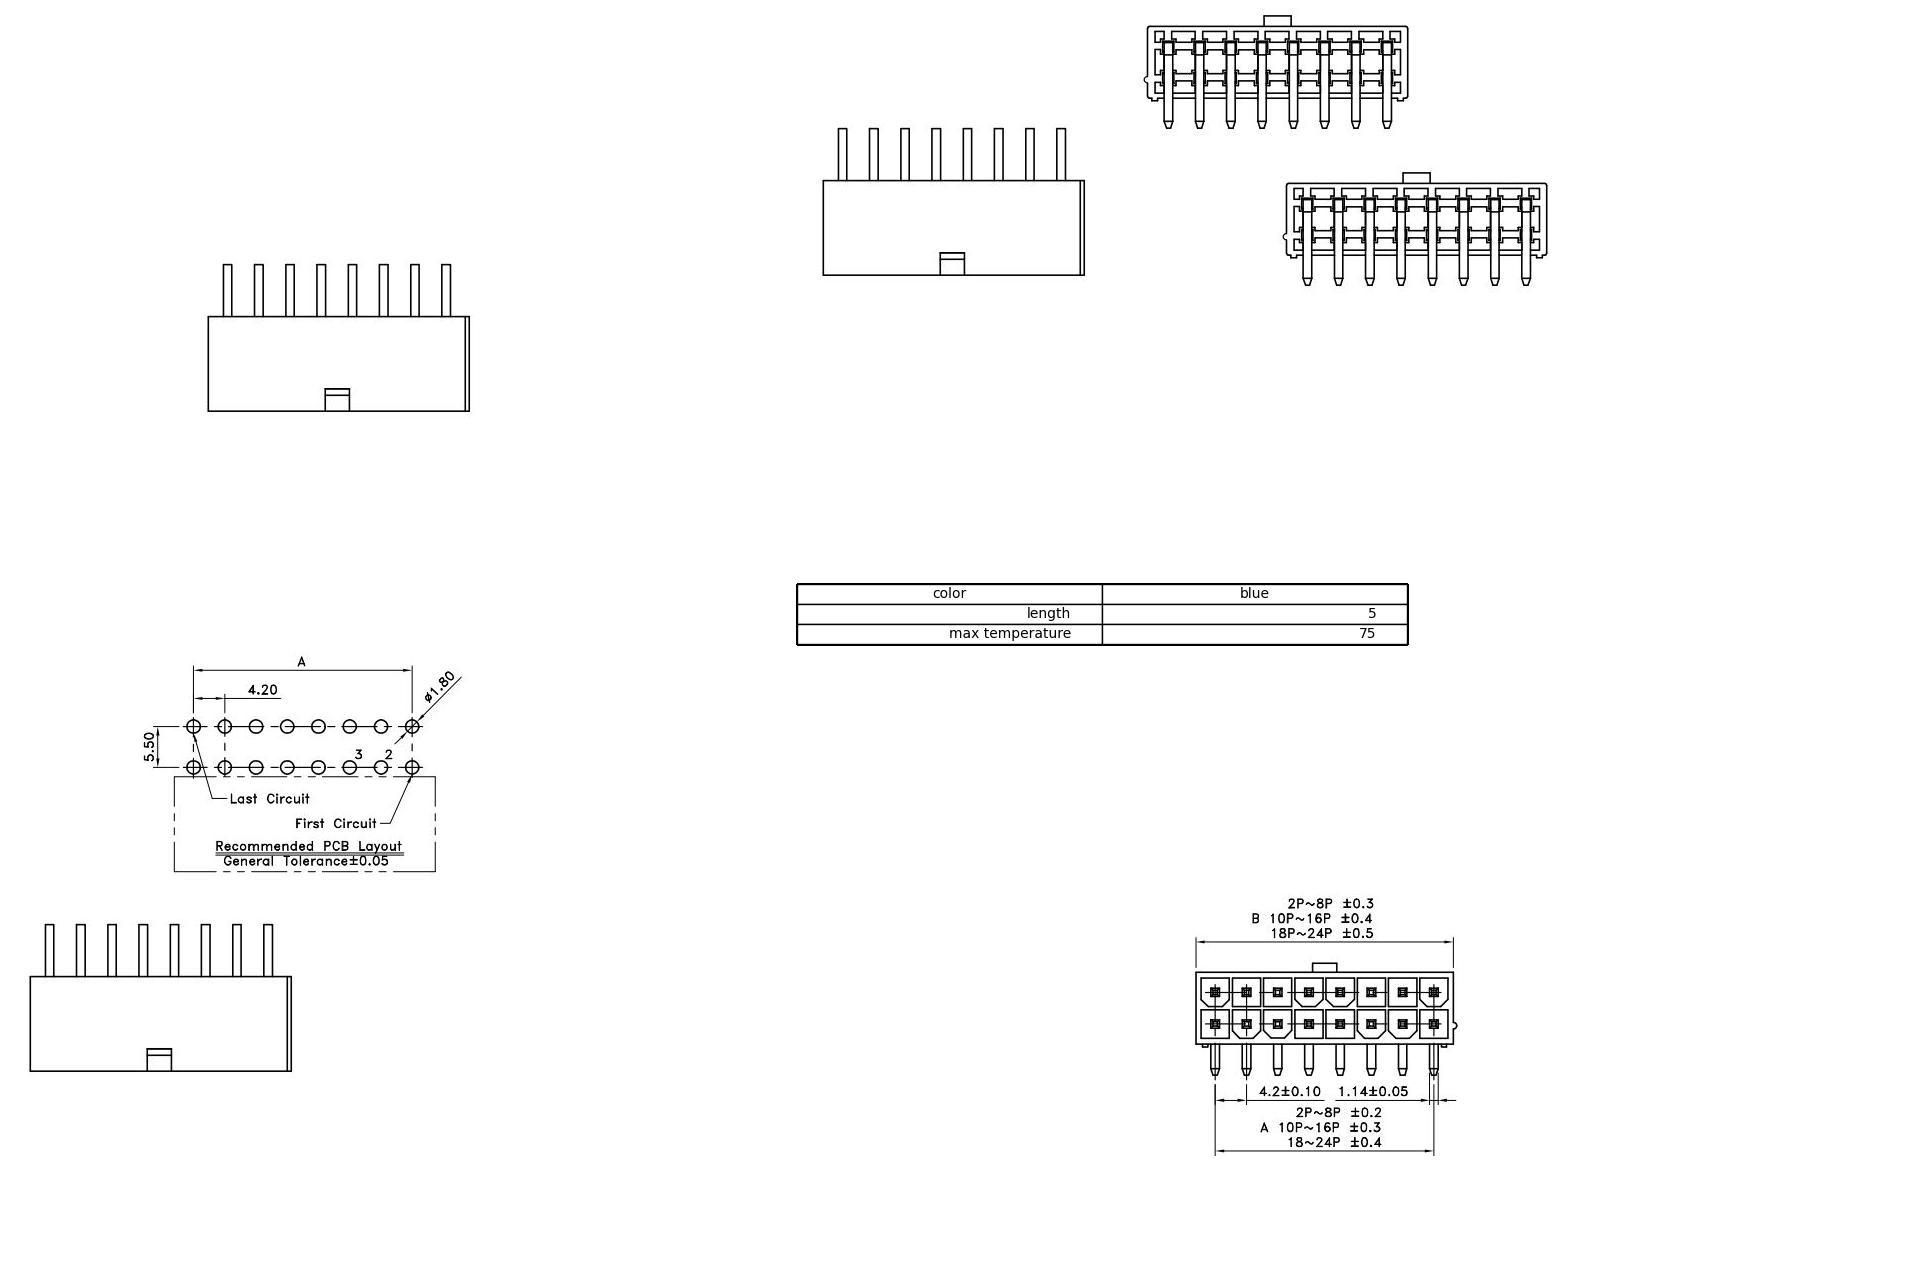 color blue
length 5
max temperature 75
A
4.20
ø1.80
5.50
3 2
Last Circuit
First Circuit
Recommended PCB Layout
General Tolerance±0.05
2P~8P ±0.3
B 10P~16P ±0.4
18P~24P ±0.5
4.2±0.10 1.14±0.05
2P~8P ±0.2
A 10P~16P ±0.3
18~24P ±0.4